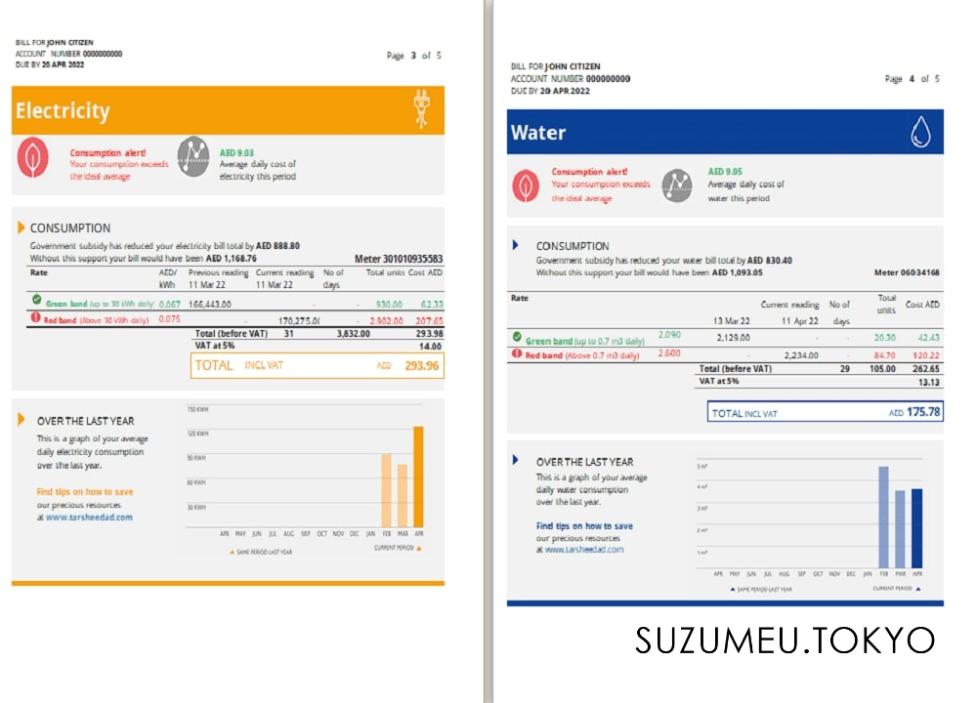 BILL FOR JOHN CITIZEN
ACCOUNT NUMBER 0000000000
DUE BY 20 APR 2022
Page 3 of 5
Electricity
Consumption alert!
Your consumption exceeds
the ideal average
AED 9.03
Average daily cost of
electricity this period
CONSUMPTION
Government subsidy has reduced your electricity bill total by AED 888.80
Without this support your bill would have been AED 1,168.76
Meter 301010935583
Rate AED/ Previous reading Current reading No of Total units Cost AED
kWh 11 Mar 22 11 Mar 22 days
Green band (up to 30 kWh daily) 0.067 166,443.00 - - 930.00 62.33
Red band (Above 30 kWh daily) 0.075 - 170,275.0( - 2.902.00 207.65
Total (before VAT) 31 3,832.00 293.98
VAT at 5% 14.00
TOTAL INCL VAT AED 293.96
OVER THE LAST YEAR
This is a graph of your average
daily electricity consumption
over the last year.
Find tips on how to save
our precious resources
at www.tarsheedad.com
150 KWH
120 KWH
90 KWH
60 KWH
30 KWH
APR MAY JUN JUL AUG SEP OCT NOV DEC JAN FEB MAR APR
SAME PERIOD LAST YEAR
CURRENT PERIOD
BILL FOR JOHN CITIZEN
ACCOUNT NUMBER 000000000
DUE BY 20 APR 2022
Page 4 of 5
Water
Consumption alert!
Your consumption exceeds
the ideal average
AED 9.05
Average daily cost of
water this period
CONSUMPTION
Government subsidy has reduced your water bill total by AED 830.40
Without this support your bill would have been AED 1,093.05
Meter 06034168
Rate Current reading No of Total units Cost AED
13 Mar 22 11 Apr 22 days
Green band (up to 0.7 m3 daily) 2.090 2,129.00 - - 20.30 42.43
Red band (Above 0.7 m3 daily) 2.600 - 2,234.00 - 84.70 120.22
Total (before VAT) 29 105.00 262.65
VAT at 5% 13.13
TOTAL INCL VAT AED 175.78
OVER THE LAST YEAR
This is a graph of your average
daily water consumption
over the last year.
Find tips on how to save
our precious resources
at www.tarsheedad.com
5 m³
4 m³
3 m³
2 m³
1 m³
APR MAY JUN JUL AUG SEP OCT NOV DEC JAN FEB MAR APR
SAME PERIOD LAST YEAR
CURRENT PERIOD
SUZUMEU.TOKYO